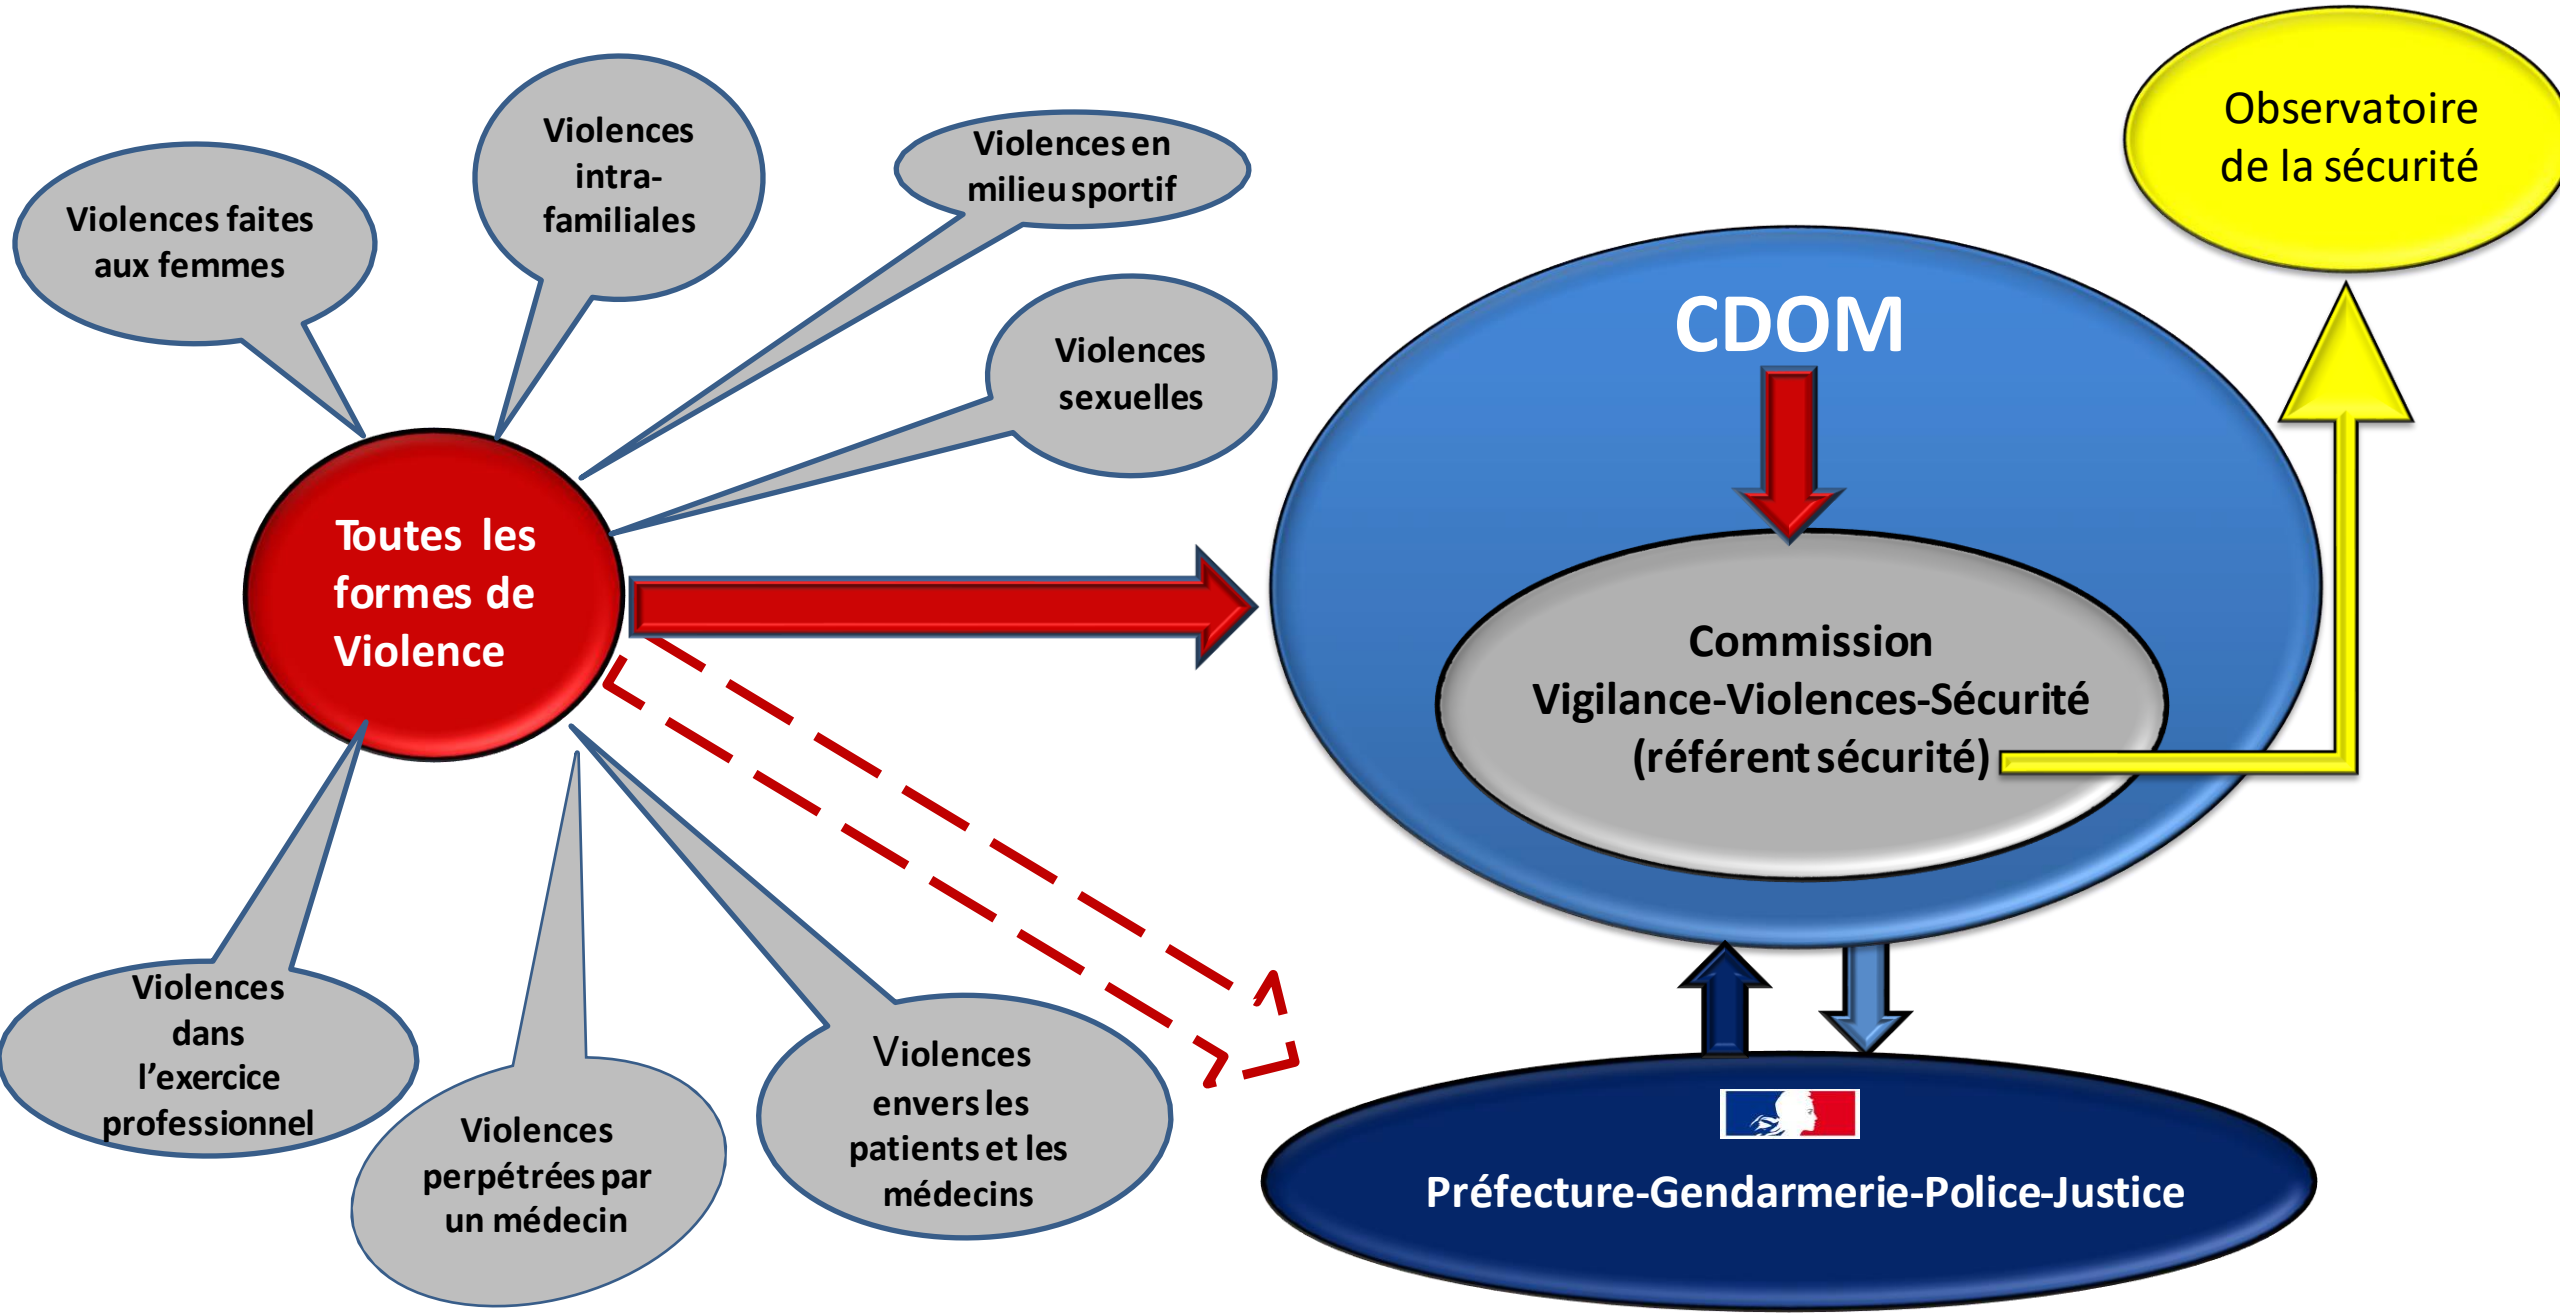 Violences faites
aux femmes
Violences
intra-
familiales
Violences en
milieu sportif
Violences
sexuelles
Observatoire
de la sécurité
CDOM
Toutes les
formes de
Violence
Commission
Vigilance-Violences-Sécurité
(référent sécurité)
Violences
dans
l’exercice
professionnel
Violences
perpétrées par
un médecin
Violences
envers les
patients et les
médecins
Préfecture-Gendarmerie-Police-Justice